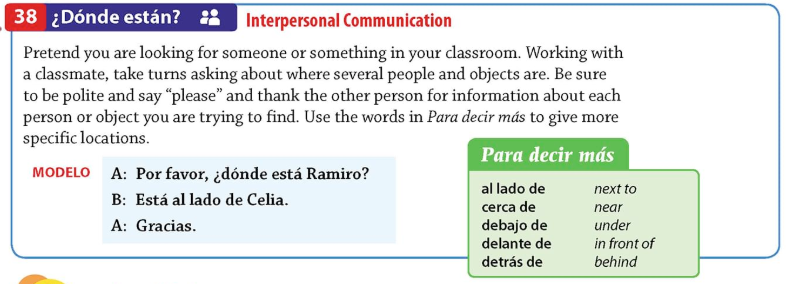 38 ¿Dónde están? Interpersonal Communication
Pretend you are looking for someone or something in your classroom. Working with
a classmate, take turns asking about where several people and objects are. Be sure
to be polite and say “please” and thank the other person for information about each
person or object you are trying to find. Use the words in Para decir más to give more
specific locations.
MODELO A: Por favor, ¿dónde está Ramiro?
B: Está al lado de Celia.
A: Gracias.
Para decir más
al lado de next to
cerca de near
debajo de under
delante de in front of
detrás de behind